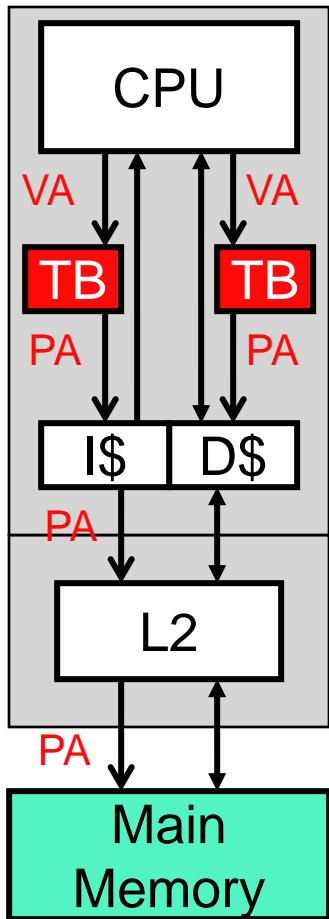 CPU
VA VA
TB TB
PA PA
I$ D$
PA
L2
PA
Main
Memory